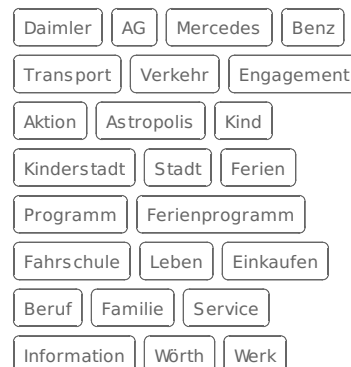 Daimler AG Mercedes Benz
Transport Verkehr Engagement
Aktion Astropolis Kind
Kinderstadt Stadt Ferien
Programm Ferienprogramm
Fahrschule Leben Einkaufen
Beruf Familie Service
Information Wörth Werk